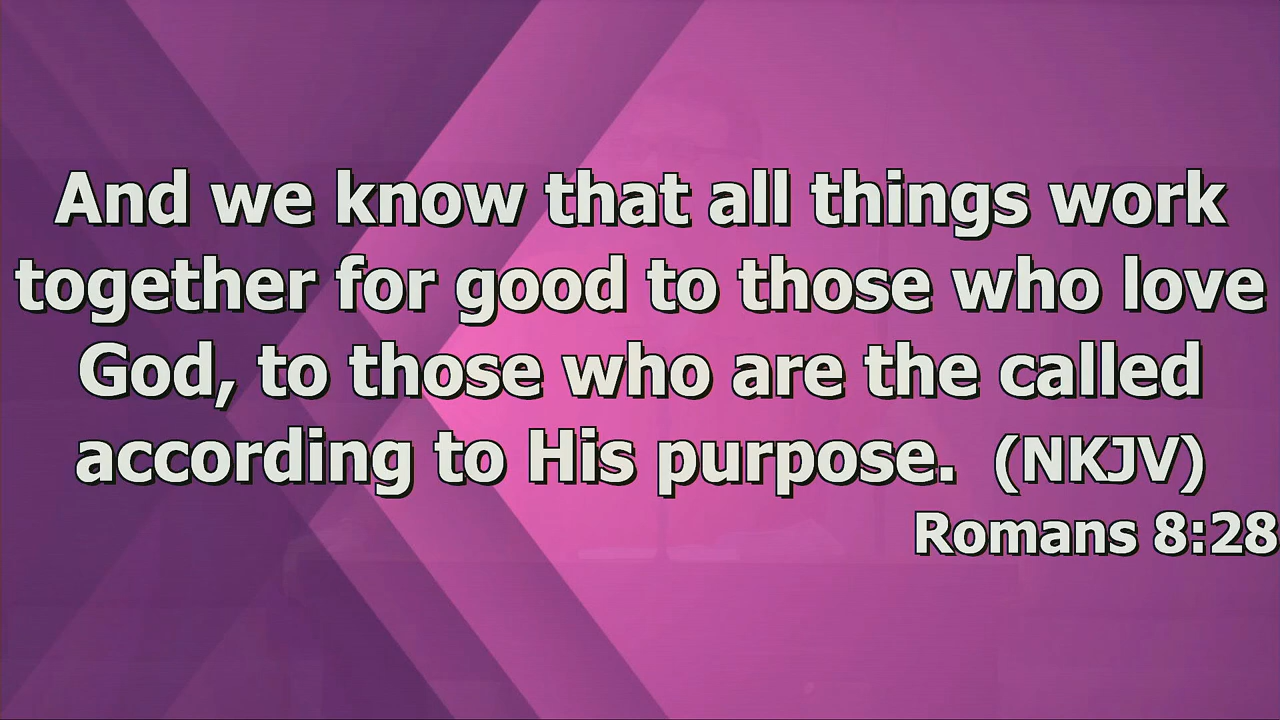 And we know that all things work
together for good to those who love
God, to those who are the called
according to His purpose.  (NKJV)
Romans 8:28